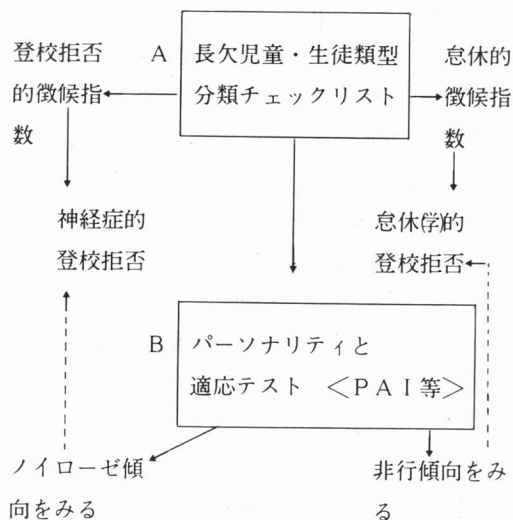 登校拒否
的徴候指
数
A
長欠児童・生徒類型
分類チェックリスト
怠休的
徴候指
数
神経症的
登校拒否
怠休(学)的
登校拒否
B
パーソナリティと
適応テスト <PAI等>
ノイローゼ傾
向をみる
非行傾向をみ
る